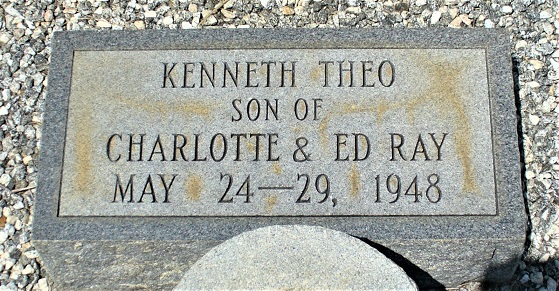 KENNETH THEO
SON OF
CHARLOTTE & ED RAY
MAY 24—29, 1948